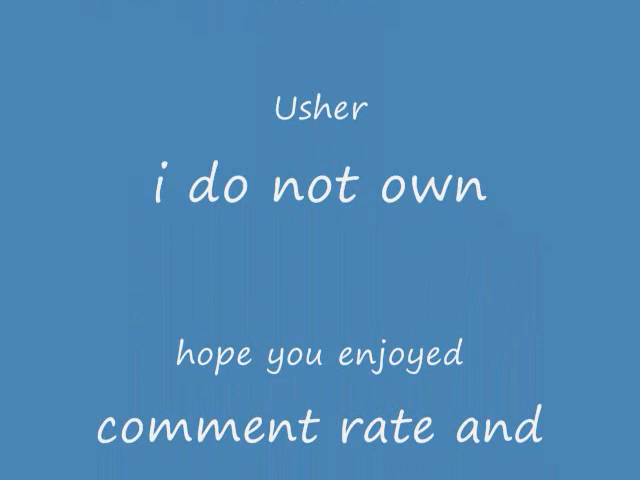 Usher
i do not own
hope you enjoyed
comment rate and